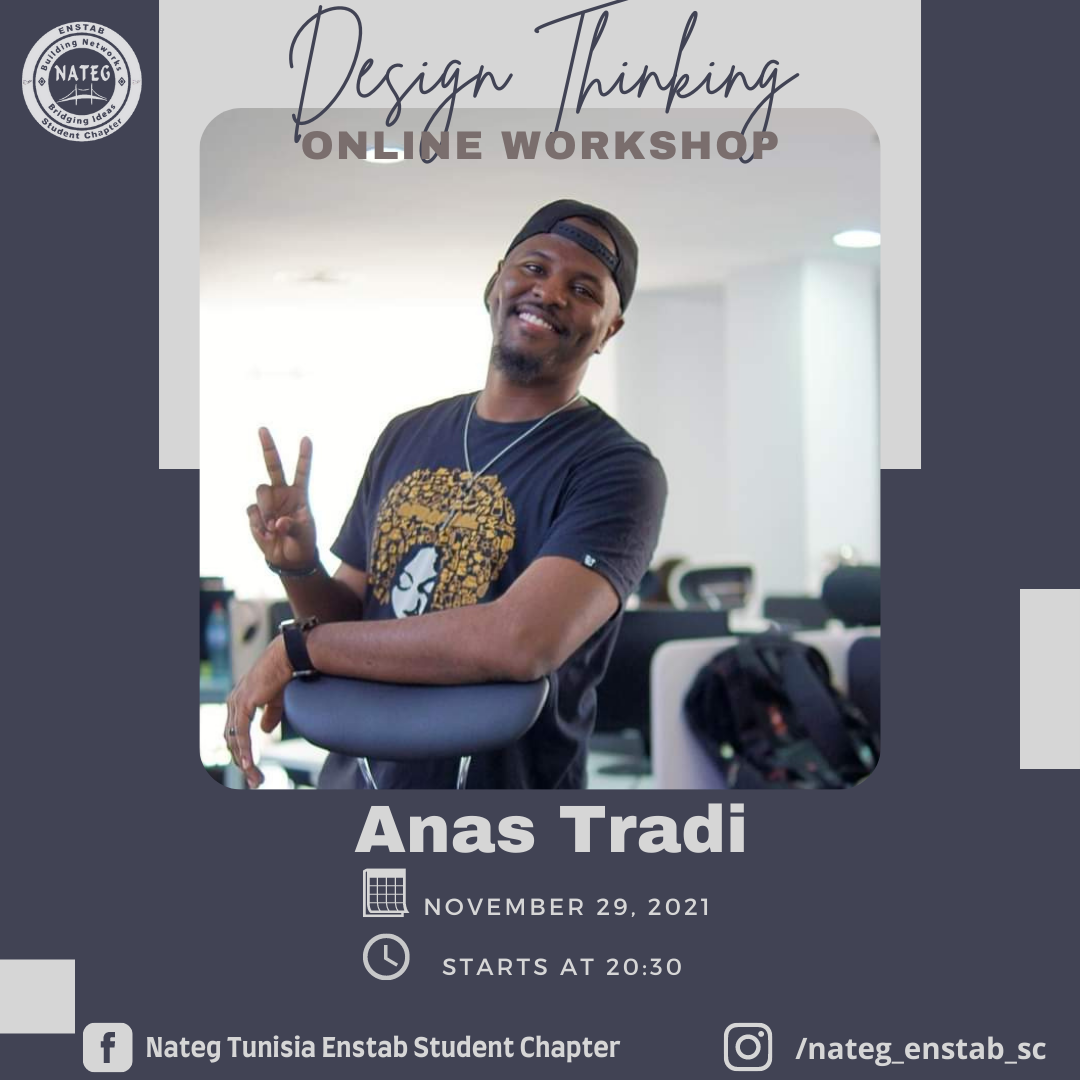 ENSTAB
Building Networks
NATEG
Bridging Ideas
Student Chapter
Design Thinking
ONLINE WORKSHOP
Anas Tradi
NOVEMBER 29, 2021
STARTS AT 20:30
Nateg Tunisia Enstab Student Chapter
/nateg_enstab_sc